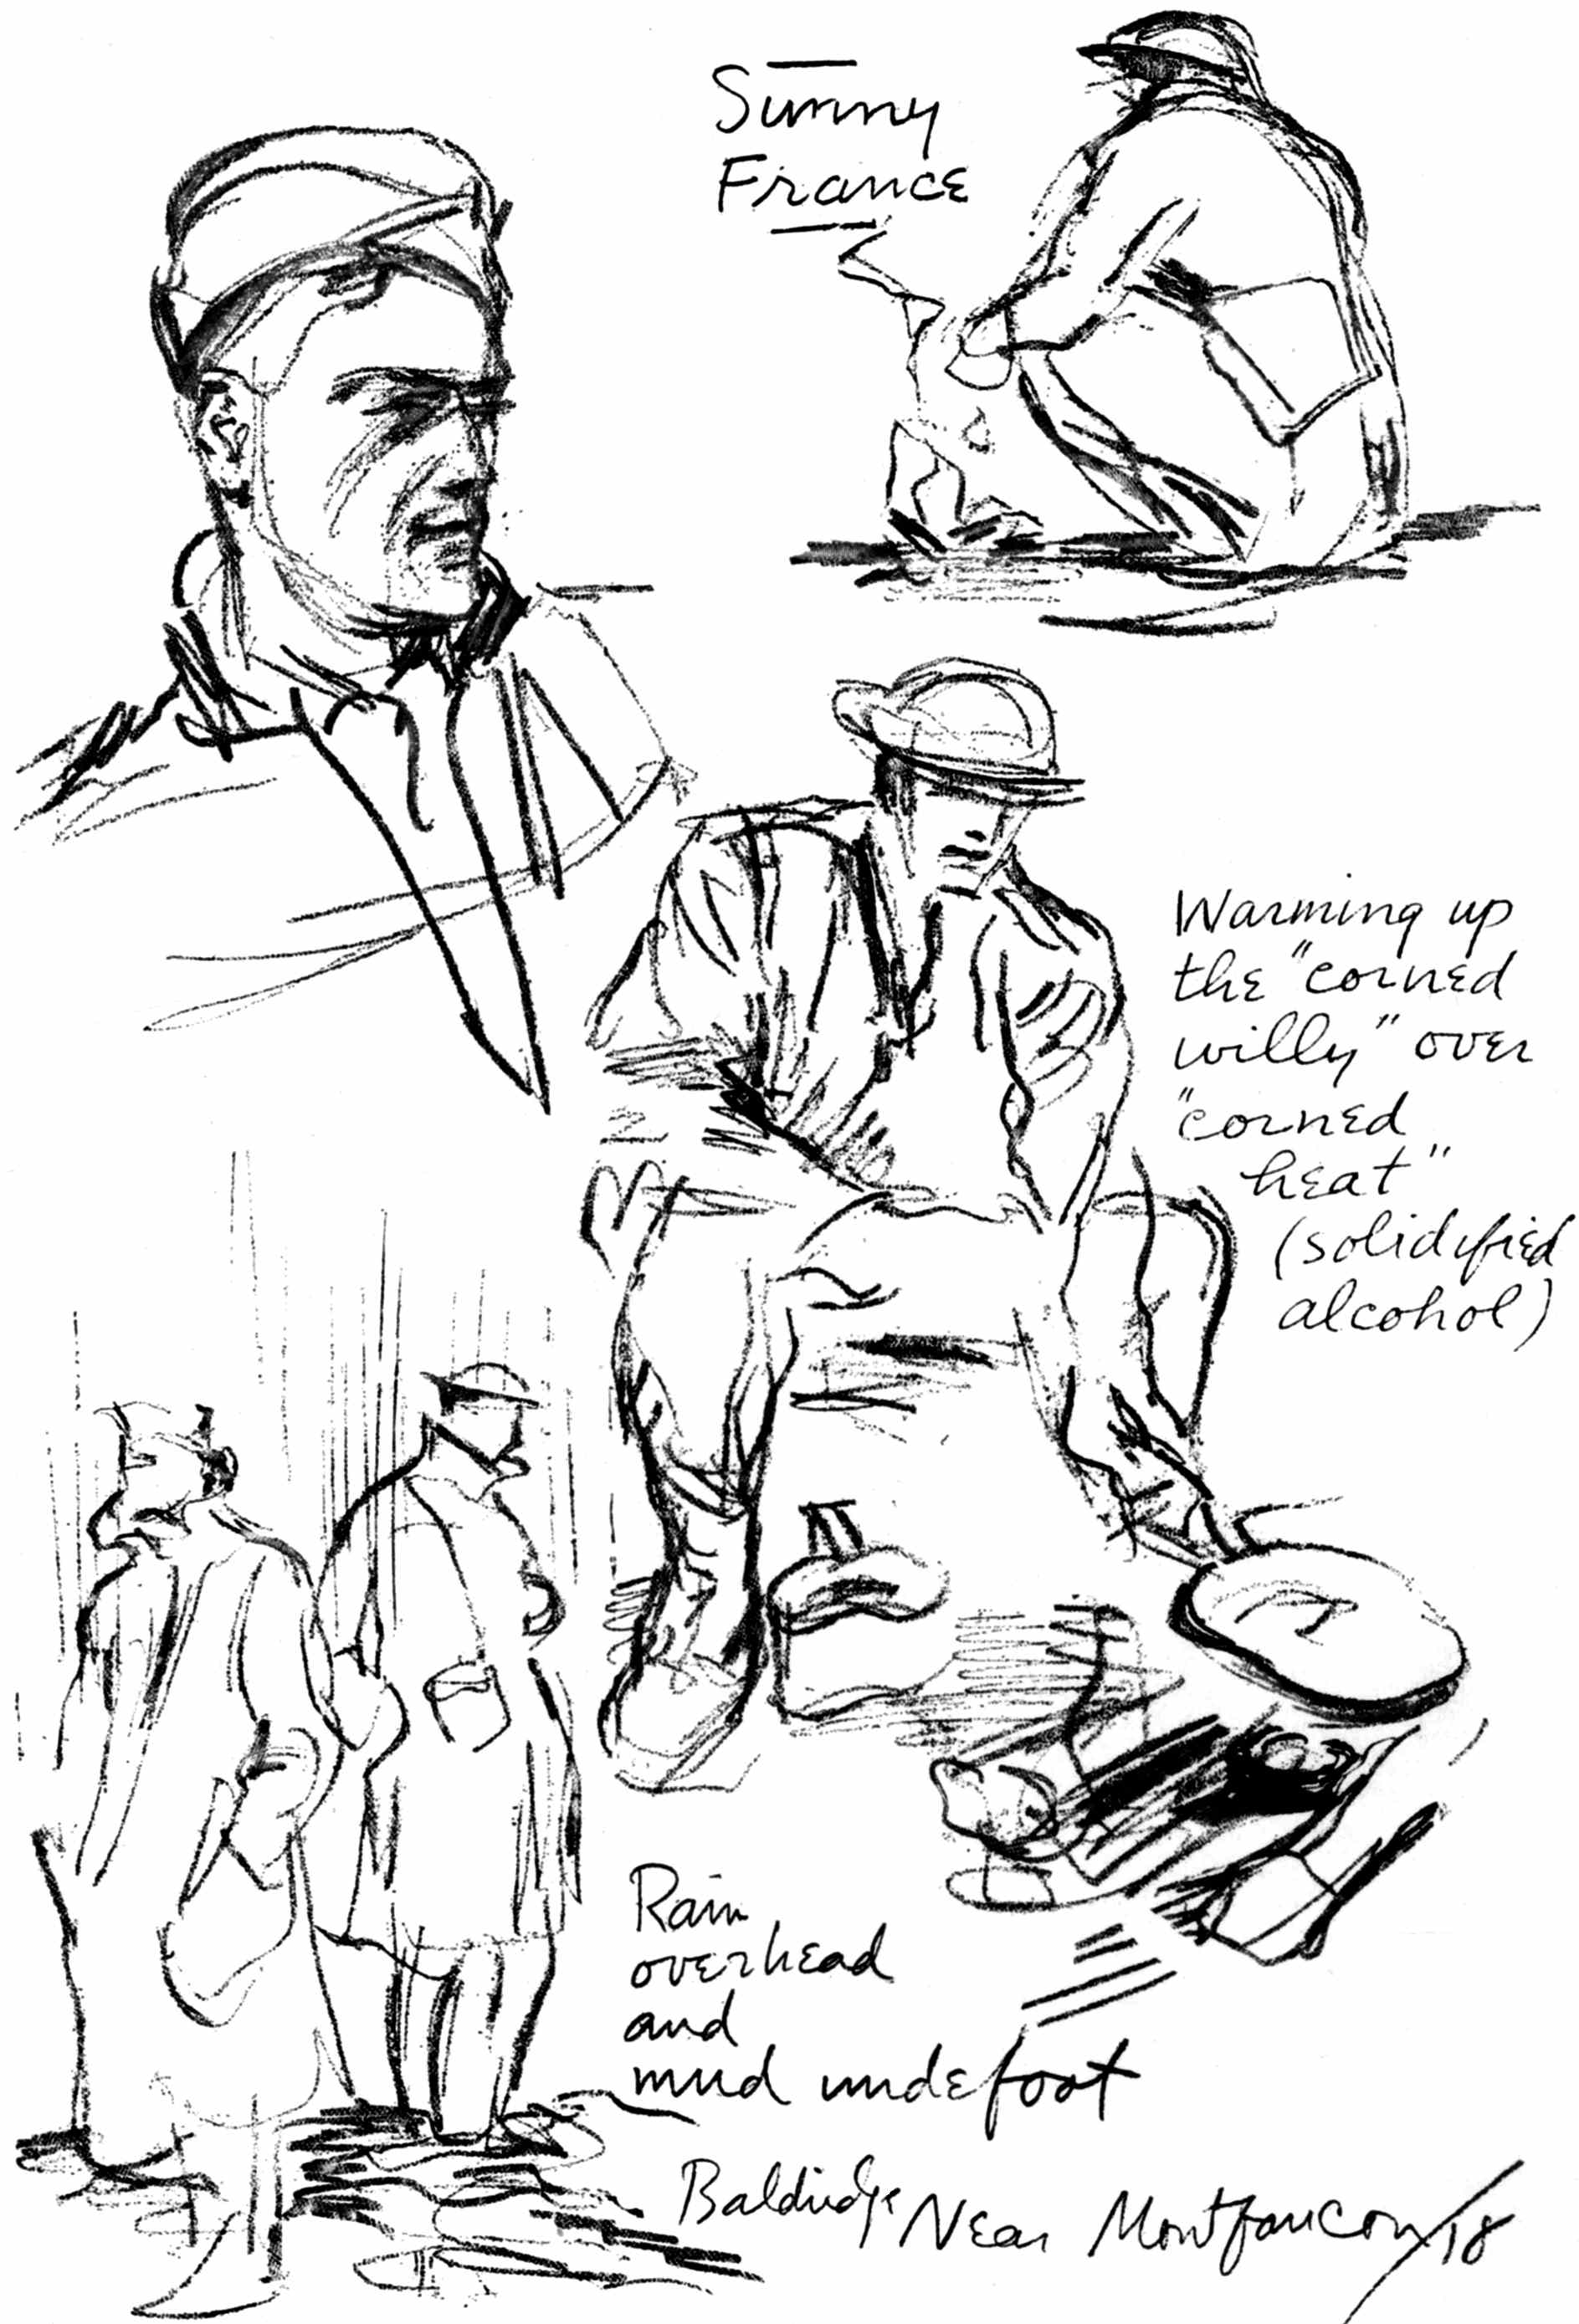 Sunny
France
Warming up
the "corned
willy" over
"corned
heat"
(solidified
alcohol)
Rain
overhead
and
mud undefoot
Baldridge Near Montfaucon/18